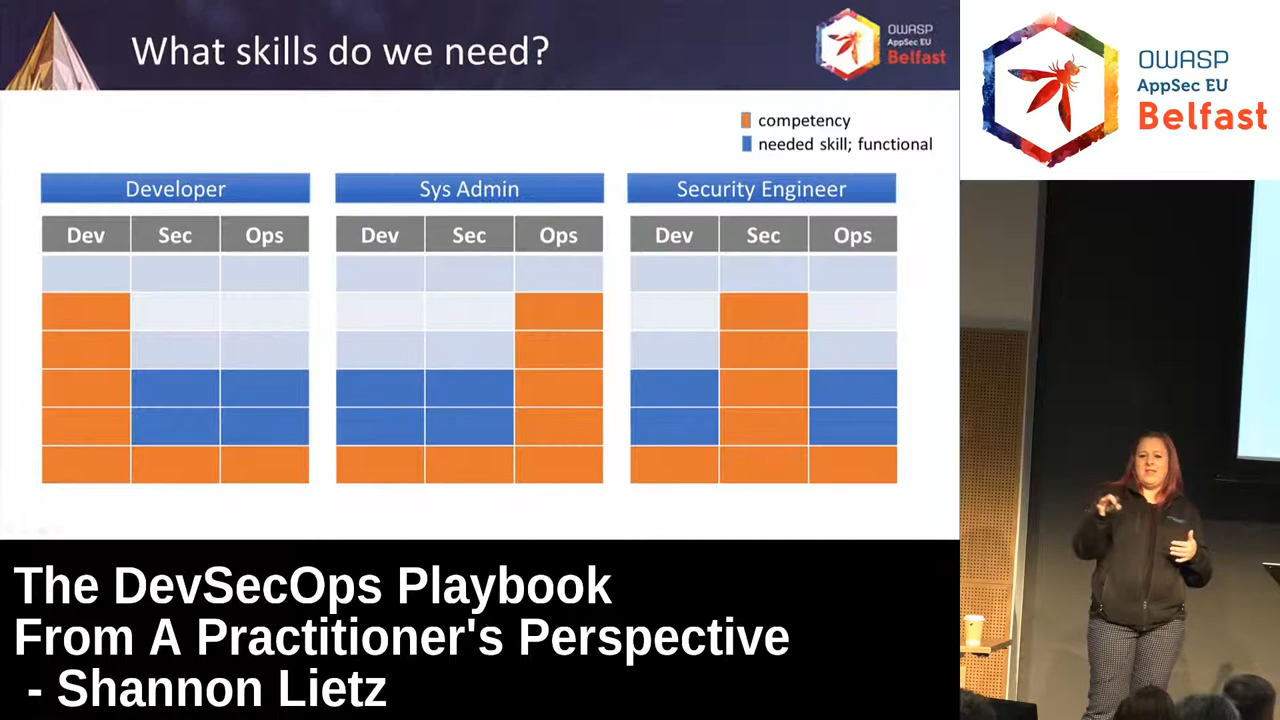 What skills do we need?
OWASP
AppSec EU
Belfast
competency
needed skill; functional
Developer
Sys Admin
Security Engineer
Dev Sec Ops
Dev Sec Ops
Dev Sec Ops
The DevSecOps Playbook
From A Practitioner's Perspective
- Shannon Lietz
OWASP
AppSec EU
Belfast